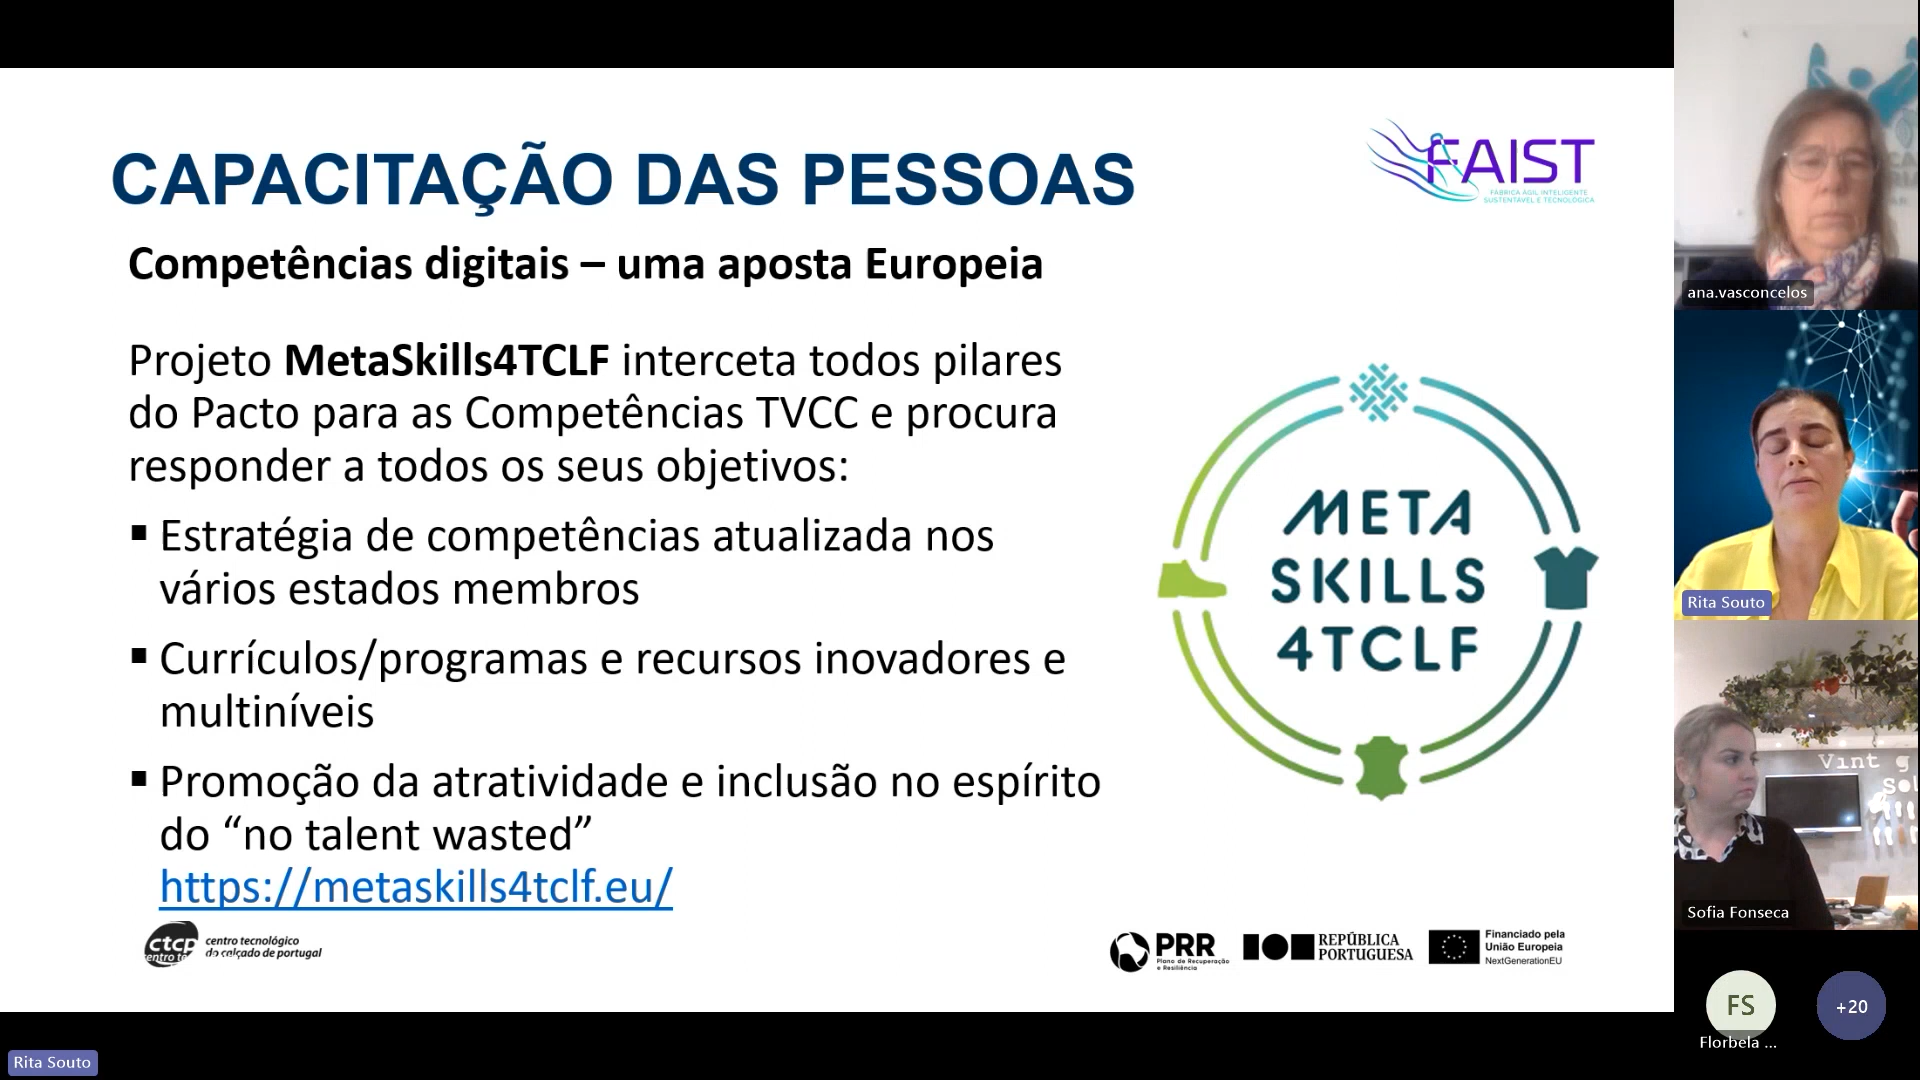 CAPACITAÇÃO DAS PESSOAS
FAIST
FÁBRICA ÁGIL INTELIGENTE
SUSTENTÁVEL E TECNOLÓGICA
Competências digitais – uma aposta Europeia
Projeto MetaSkills4TCLF interceta todos pilares
do Pacto para as Competências TVCC e procura
responder a todos os seus objetivos:
▪ Estratégia de competências atualizada nos
vários estados membros
▪ Currículos/programas e recursos inovadores e
multiníveis
▪ Promoção da atratividade e inclusão no espírito
do “no talent wasted”
https://metaskills4tclf.eu/
META
SKILLS
4TCLF
ctcp
centro tecnológico
do calçado de portugal
PRR
Plano de Recuperação
e Resiliência
REPÚBLICA
PORTUGUESA
Financiado pela
União Europeia
NextGenerationEU
ana.vasconcelos
Rita Souto
Vint g
Sofia Fonseca
FS
Florbela ...
+20
Rita Souto